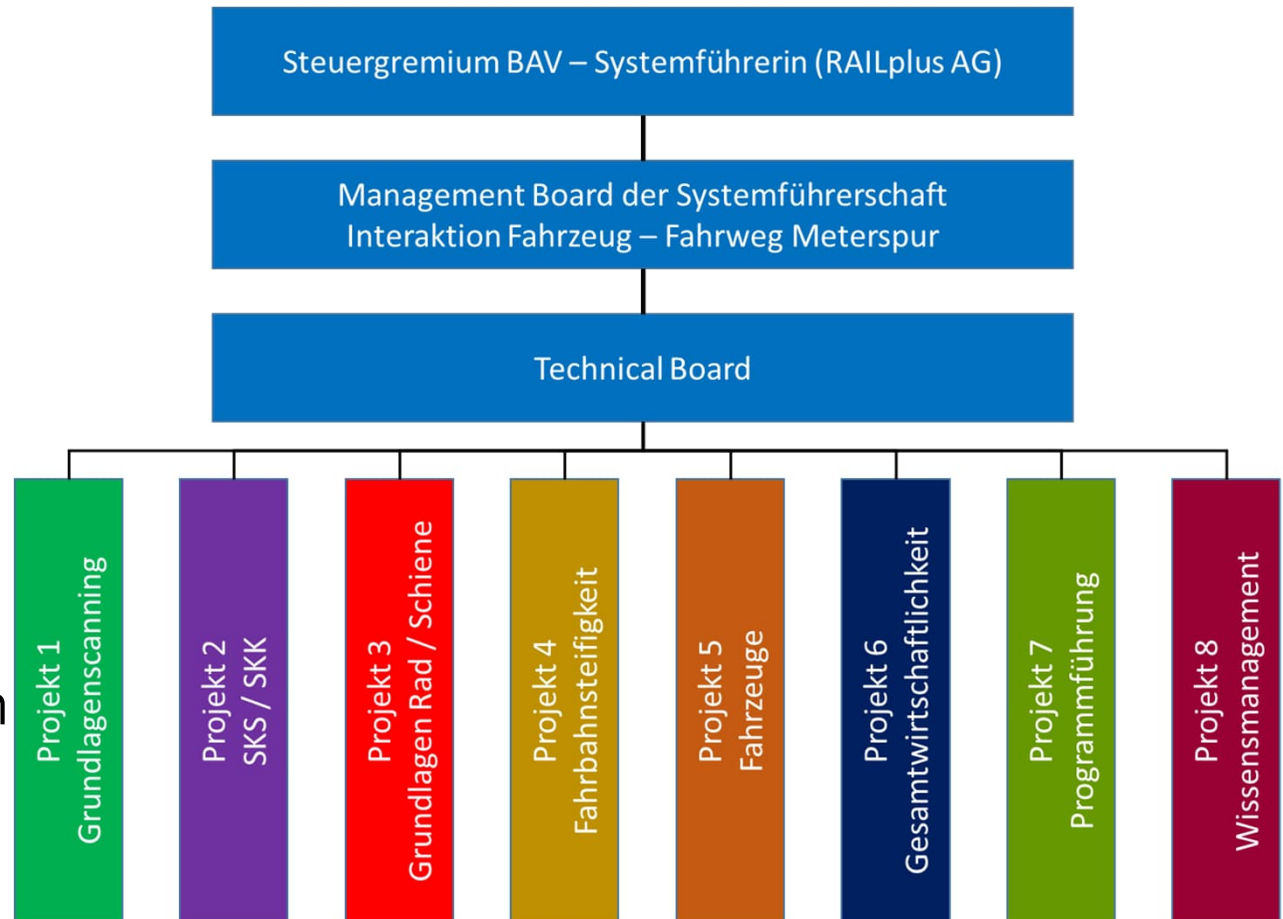 Steuergremium BAV – Systemführerin (RAILplus AG)
Management Board der Systemführerschaft
Interaktion Fahrzeug – Fahrweg Meterspur
Technical Board
Projekt 1
Grundlagenscanning
Projekt 2
SKS / SKK
Projekt 3
Grundlagen Rad / Schiene
Projekt 4
Fahrbahnsteifigkeit
Projekt 5
Fahrzeuge
Projekt 6
Gesamtwirtschaftlichkeit
Projekt 7
Programmführung
Projekt 8
Wissensmanagement